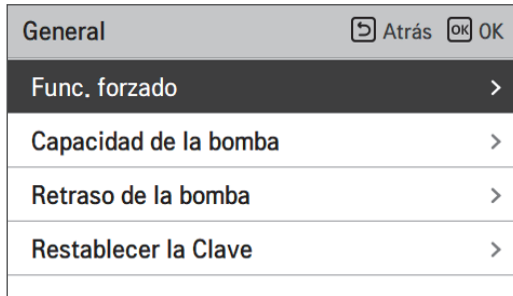 General Atrás OK OK
Func. forzado >
Capacidad de la bomba >
Retraso de la bomba >
Restablecer la Clave >